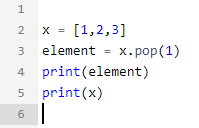 1
2 x = [1,2,3]
3 element = x.pop(1)
4 print(element)
5 print(x)
6